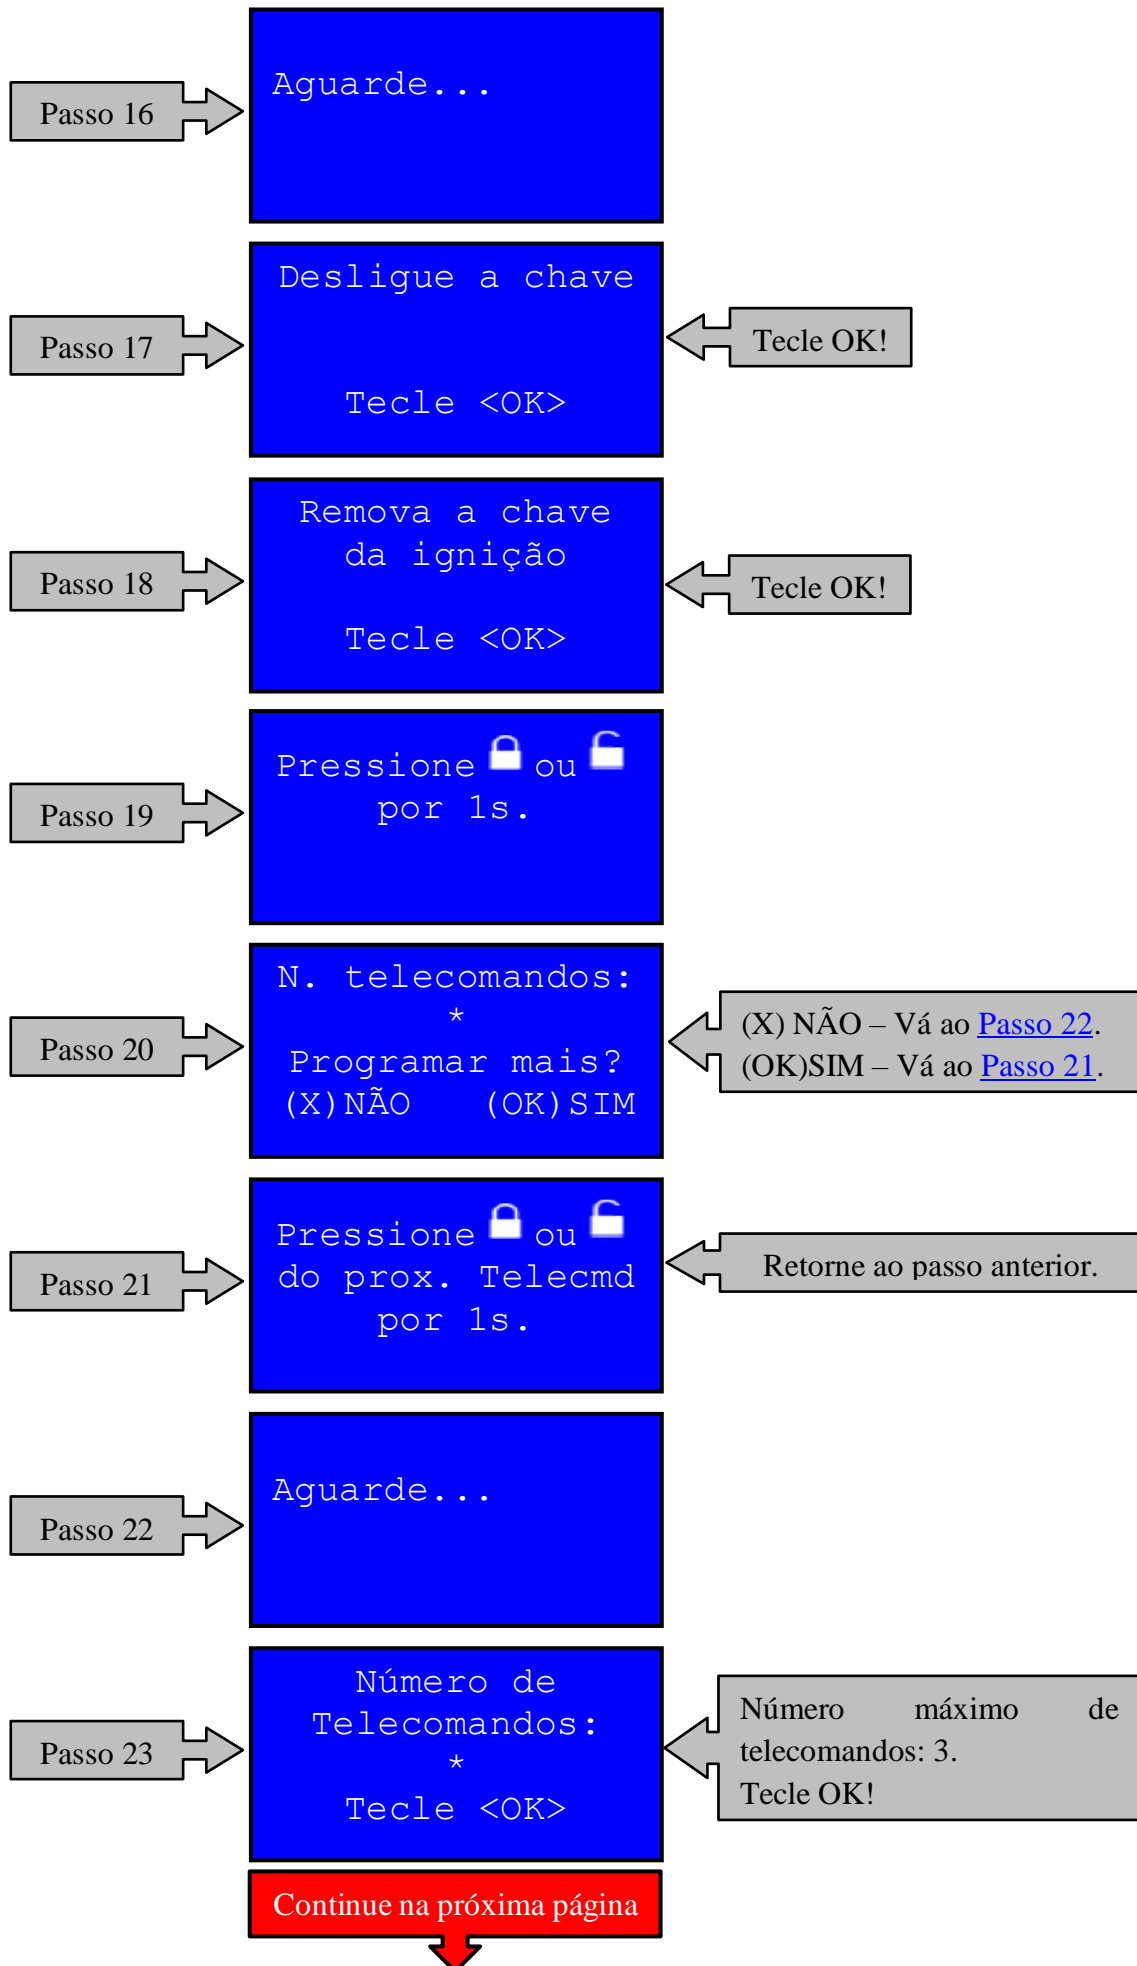 Passo 16
Aguarde...
Passo 17
Desligue a chave
Tecle <OK>
Tecle OK!
Passo 18
Remova a chave
da ignição
Tecle <OK>
Tecle OK!
Passo 19
Pressione ou
por 1s.
Passo 20
N. telecomandos:
*
Programar mais?
(X)NÃO (OK)SIM
(X) NÃO – Vá ao Passo 22.
(OK)SIM – Vá ao Passo 21.
Passo 21
Pressione ou
do prox. Telecmd
por 1s.
Retorne ao passo anterior.
Passo 22
Aguarde...
Passo 23
Número de
Telecomandos:
*
Tecle <OK>
Número máximo de
telecomandos: 3.
Tecle OK!
Continue na próxima página